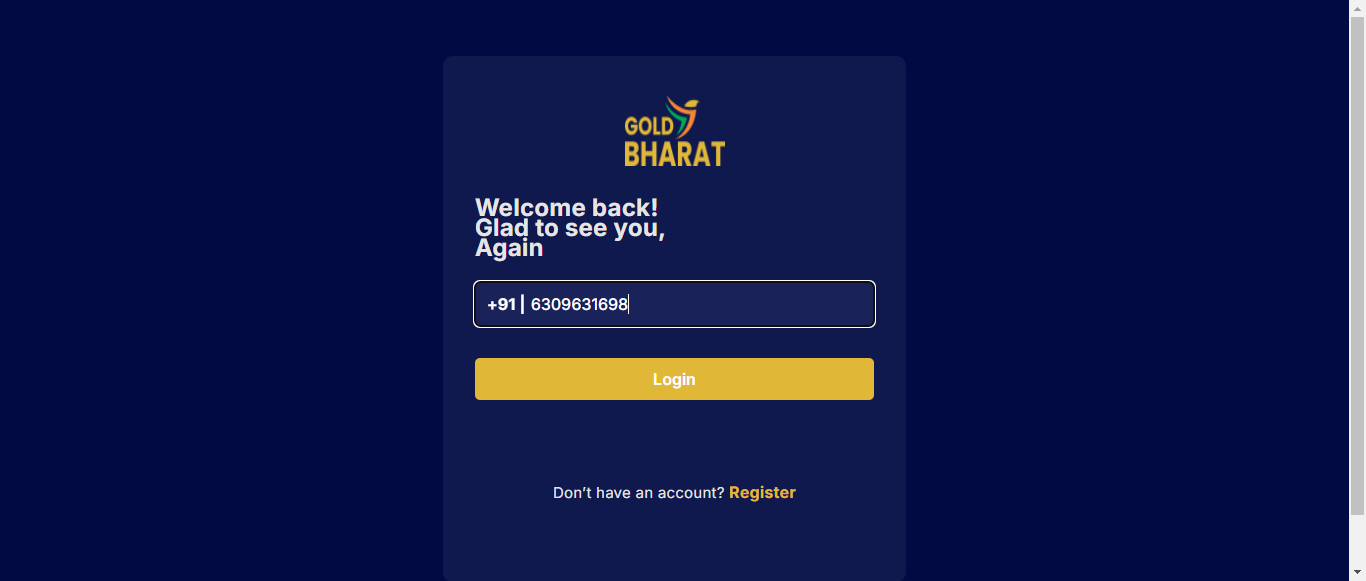 GOLD
BHARAT
Welcome back!
Glad to see you,
Again
+91 | 6309631698
Login
Don’t have an account? Register